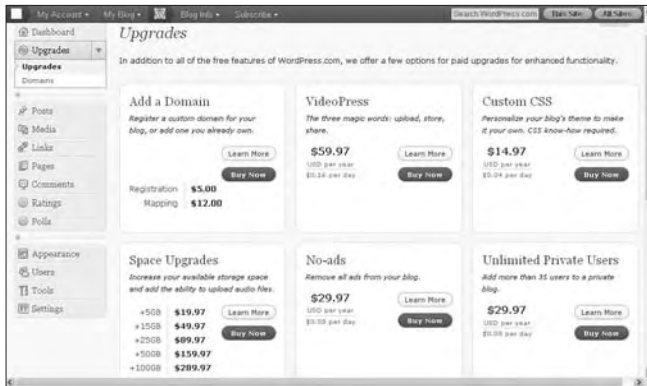 My Account
My Blog
Blog Info
Subscribe
Search WordPress.com
This Site
All Sites
Dashboard
Upgrades
Upgrades
Domains
Posts
Media
Links
Pages
Comments
Ratings
Polls
Appearance
Users
Tools
Settings
Upgrades
In addition to all of the free features of WordPress.com, we offer a few options for paid upgrades for enhanced functionality.
Add a Domain
Register a custom domain for your
blog, or add one you already own.
Learn More
Buy Now
Registration $5.00
Mapping $12.00
VideoPress
The three magic words: upload, store,
share.
$59.97
USD per year
$0.16 per day
Learn More
Buy Now
Custom CSS
Personalize your blog's theme to make
it your own. CSS know-how required.
$14.97
USD per year
$0.04 per day
Learn More
Buy Now
Space Upgrades
Increase your available storage space
and add the ability to upload audio files.
+5GB $19.97
+15GB $49.97
+25GB $89.97
+50GB $159.97
+100GB $289.97
Learn More
Buy Now
No-ads
Remove all ads from your blog.
$29.97
USD per year
$0.08 per day
Learn More
Buy Now
Unlimited Private Users
Add more than 35 users to a private
blog.
$29.97
USD per year
$0.08 per day
Learn More
Buy Now